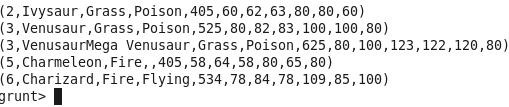 (2,Ivysaur,Grass,Poison,405,60,62,63,80,80,60)
(3,Venusaur,Grass,Poison,525,80,82,83,100,100,80)
(3,VenusaurMega Venusaur,Grass,Poison,625,80,100,123,122,120,80)
(5,Charmeleon,Fire,,405,58,64,58,80,65,80)
(6,Charizard,Fire,Flying,534,78,84,78,109,85,100)
grunt>